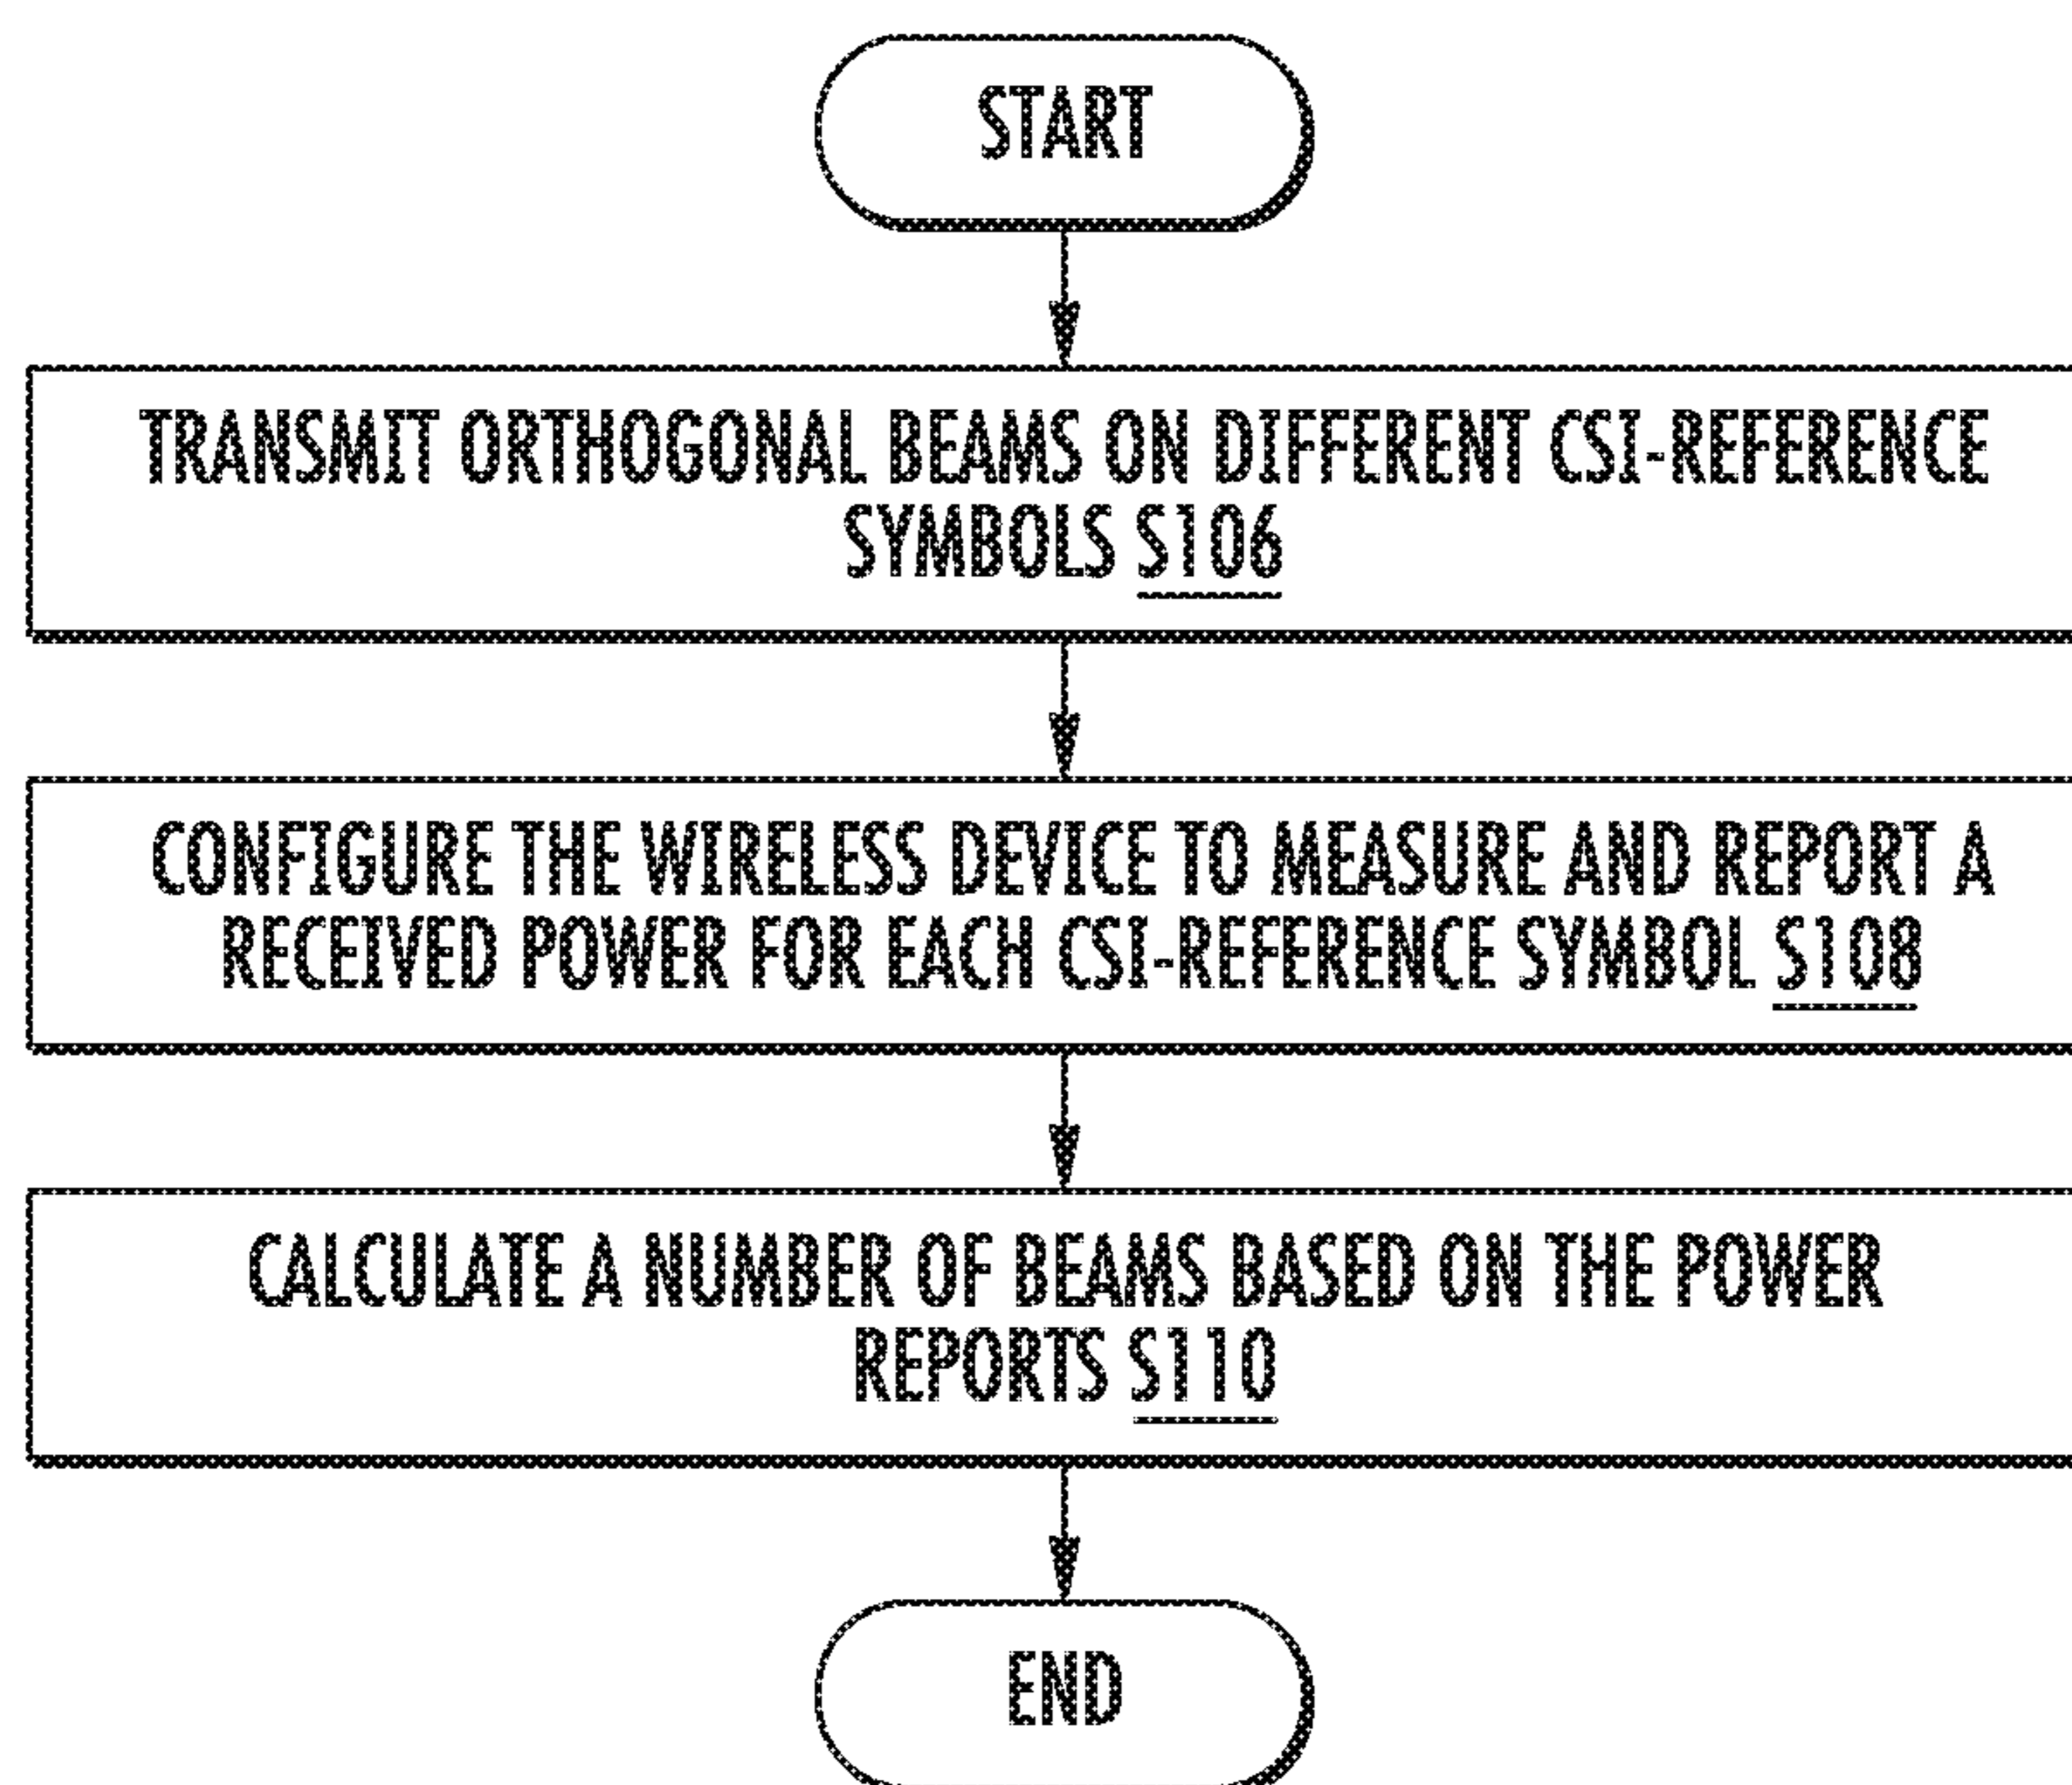 START
TRANSMIT ORTHOGONAL BEAMS ON DIFFERENT CSI-REFERENCE
SYMBOLS S106
CONFIGURE THE WIRELESS DEVICE TO MEASURE AND REPORT A
RECEIVED POWER FOR EACH CSI-REFERENCE SYMBOL S108
CALCULATE A NUMBER OF BEAMS BASED ON THE POWER
REPORTS S110
END